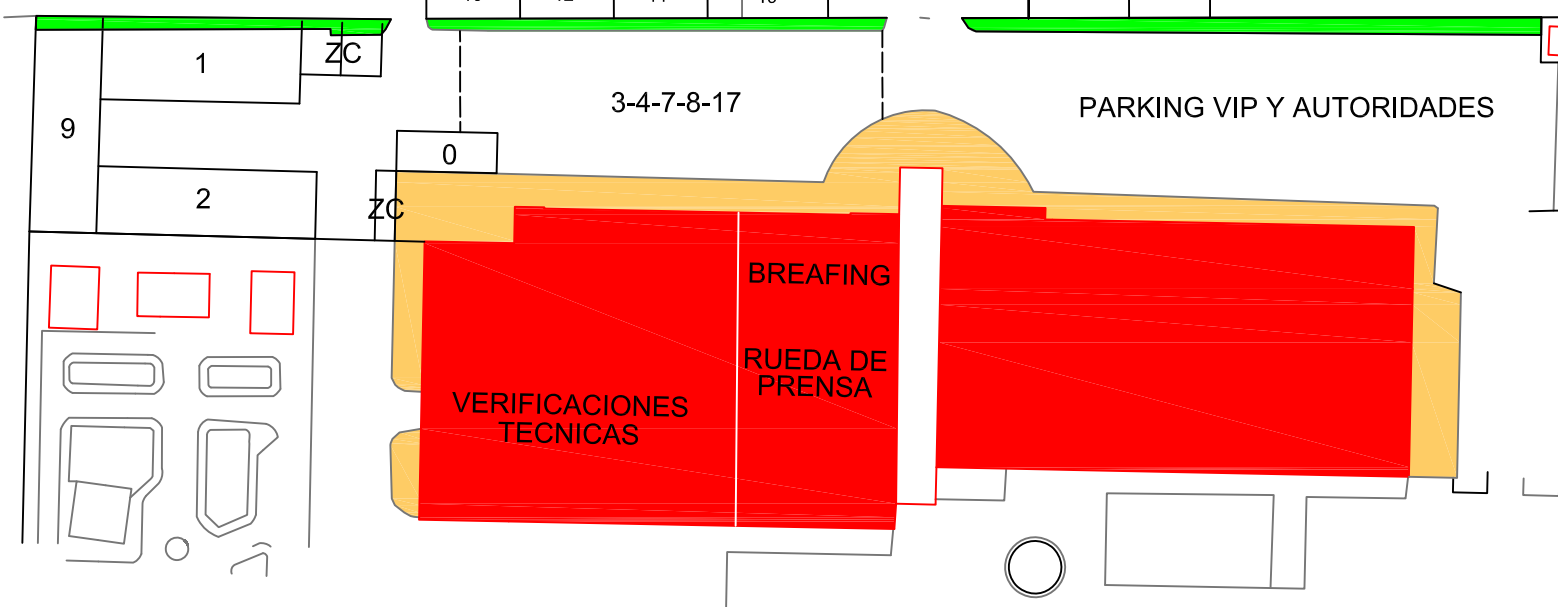 1
ZC
3-4-7-8-17
PARKING VIP Y AUTORIDADES
9
0
2
ZC
BREAFING
RUEDA DE
PRENSA
VERIFICACIONES
TECNICAS